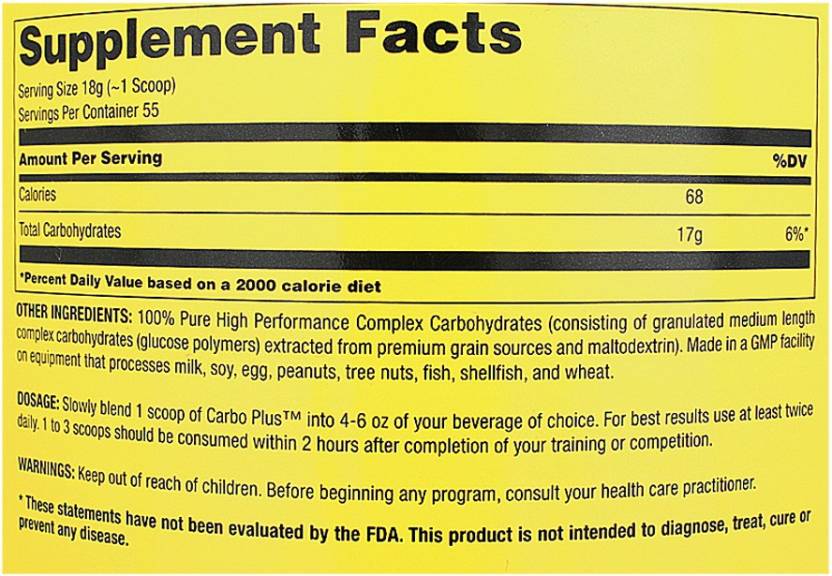 Supplement Facts
Serving Size 18g (~1 Scoop)
Servings Per Container 55
Amount Per Serving %DV
Calories 68
Total Carbohydrates 17g 6%*
*Percent Daily Value based on a 2000 calorie diet
OTHER INGREDIENTS: 100% Pure High Performance Complex Carbohydrates (consisting of granulated medium length
complex carbohydrates (glucose polymers) extracted from premium grain sources and maltodextrin). Made in a GMP facility
on equipment that processes milk, soy, egg, peanuts, tree nuts, fish, shellfish, and wheat.
DOSAGE: Slowly blend 1 scoop of Carbo Plus™ into 4-6 oz of your beverage of choice. For best results use at least twice
daily. 1 to 3 scoops should be consumed within 2 hours after completion of your training or competition.
WARNINGS: Keep out of reach of children. Before beginning any program, consult your health care practitioner.
* These statements have not been evaluated by the FDA. This product is not intended to diagnose, treat, cure or
prevent any disease.